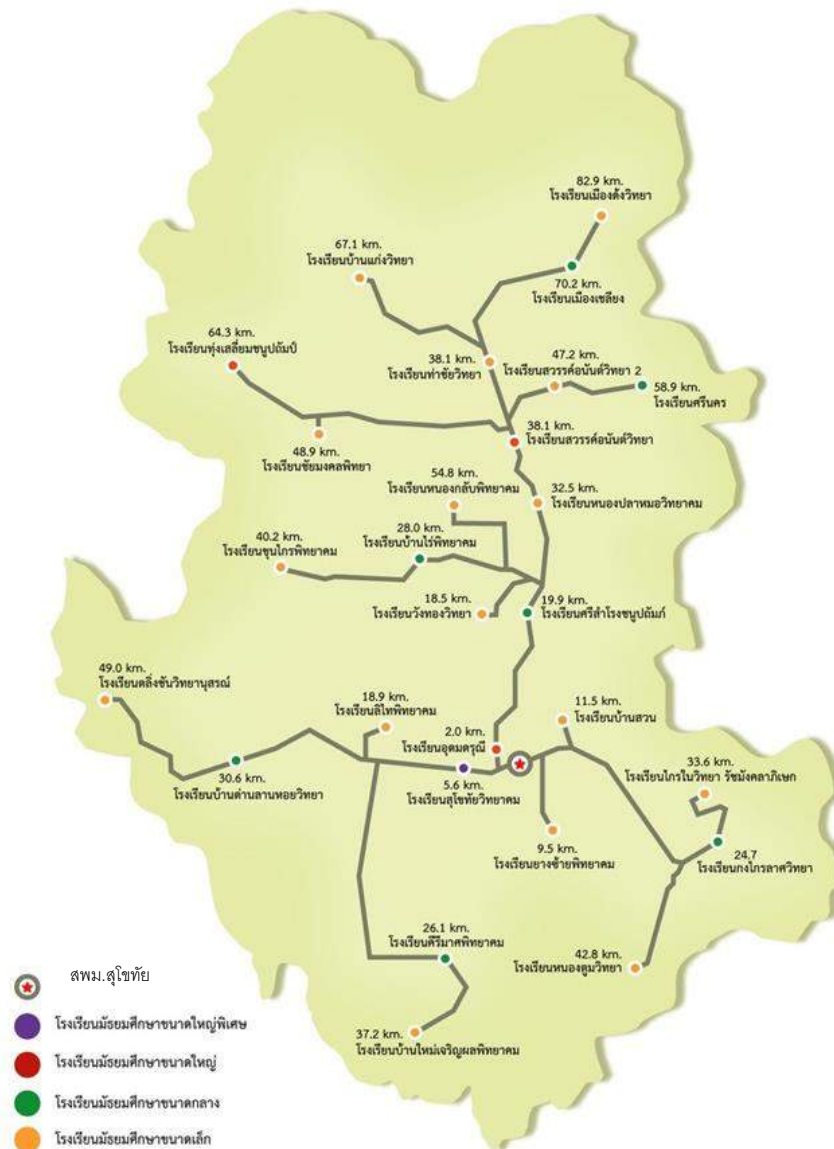 82.9 km.
โรงเรียนเมืองด้งวิทยา
67.1 km.
โรงเรียนบ้านแก่งวิทยา
70.2 km.
โรงเรียนเมืองเชลียง
64.3 km.
โรงเรียนทุ่งเสลี่ยมชนูปถัมป์
38.1 km.
โรงเรียนท่าชัยวิทยา
47.2 km.
โรงเรียนสวรรค์อนันต์วิทยา 2
58.9 km.
โรงเรียนศรีนคร
48.9 km.
โรงเรียนชัยมงคลพิทยา
38.1 km.
โรงเรียนสวรรค์อนันต์วิทยา
54.8 km.
โรงเรียนหนองกลับพิทยาคม
32.5 km.
โรงเรียนหนองปลาหมอวิทยาคม
40.2 km.
โรงเรียนขุนไกรพิทยาคม
28.0 km.
โรงเรียนบ้านไร่พิทยาคม
18.5 km.
โรงเรียนวังทองวิทยา
19.9 km.
โรงเรียนศรีสำโรงชนูปถัมภ์
49.0 km.
โรงเรียนตลิ่งชันวิทยานุสรณ์
18.9 km.
โรงเรียนลิไทพิทยาคม
2.0 km.
โรงเรียนอุดมดรุณี
11.5 km.
โรงเรียนบ้านสวน
30.6 km.
โรงเรียนบ้านด่านลานหอยวิทยา
5.6 km.
โรงเรียนสุโขทัยวิทยาคม
33.6 km.
โรงเรียนไกรในวิทยา รัชมังคลาภิเษก
9.5 km.
โรงเรียนยางซ้ายพิทยาคม
24.7
โรงเรียนกงไกรลาศวิทยา
26.1 km.
โรงเรียนคีรีมาศพิทยาคม
42.8 km.
โรงเรียนหนองตูมวิทยา
37.2 km.
โรงเรียนบ้านใหม่เจริญผลพิทยาคม
สพม.สุโขทัย
โรงเรียนมัธยมศึกษาขนาดใหญ่พิเศษ
โรงเรียนมัธยมศึกษาขนาดใหญ่
โรงเรียนมัธยมศึกษาขนาดกลาง
โรงเรียนมัธยมศึกษาขนาดเล็ก